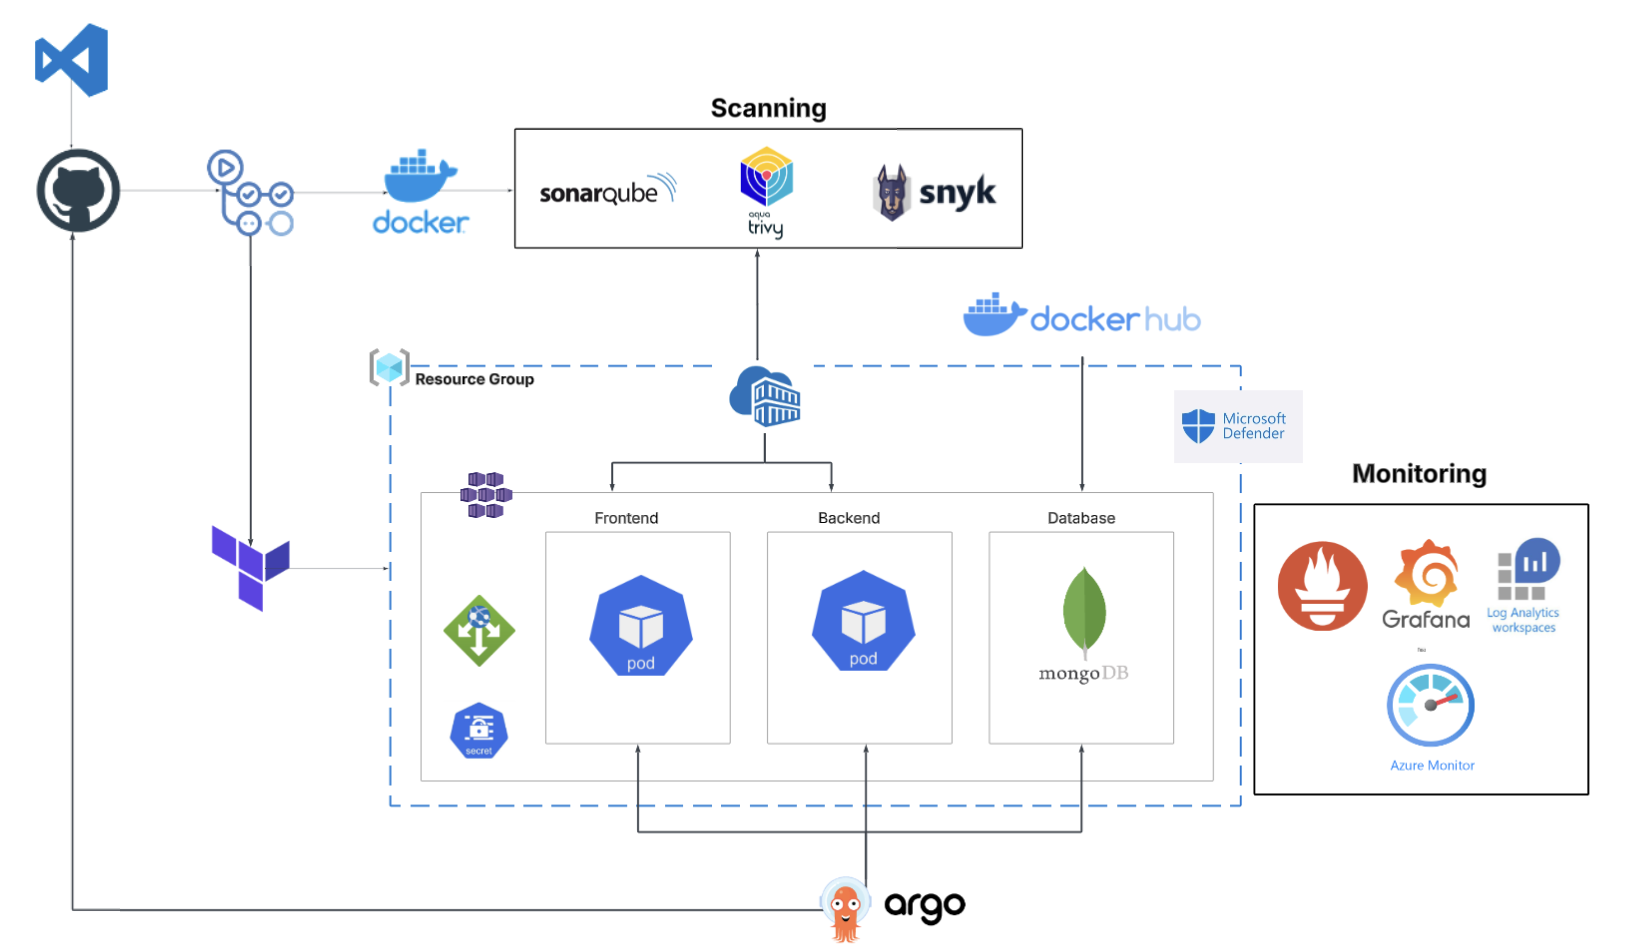 Scanning
sonarqube
aqua
trivy
snyk
docker
docker hub
Resource Group
Microsoft
Defender
Monitoring
Frontend
Backend
Database
pod
pod
mongoDB
secret
Grafana
Log Analytics
workspaces
Azure Monitor
argo